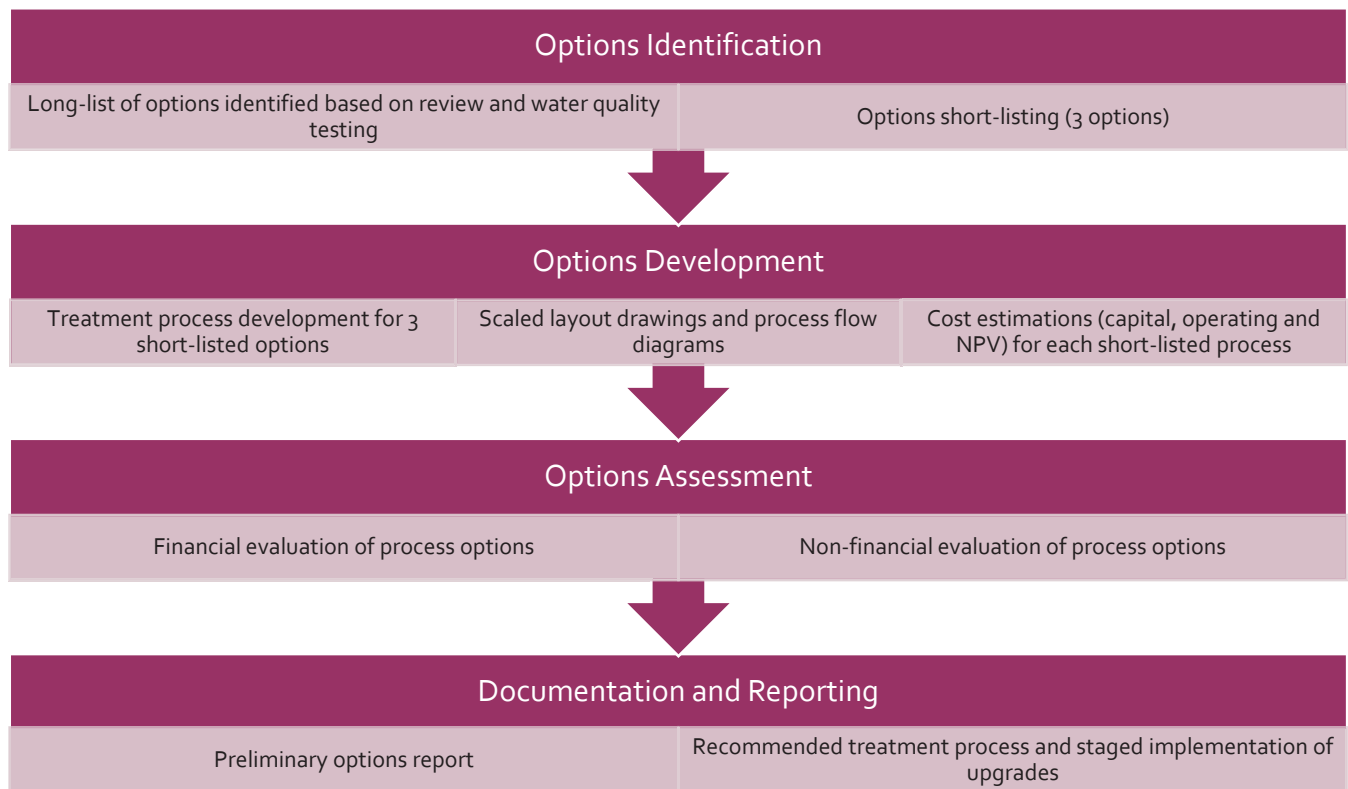 Options Identification
Long-list of options identified based on review and water quality
testing
Options short-listing (3 options)
Options Development
Treatment process development for 3
short-listed options
Scaled layout drawings and process flow
diagrams
Cost estimations (capital, operating and
NPV) for each short-listed process
Options Assessment
Financial evaluation of process options
Non-financial evaluation of process options
Documentation and Reporting
Preliminary options report
Recommended treatment process and staged implementation of
upgrades